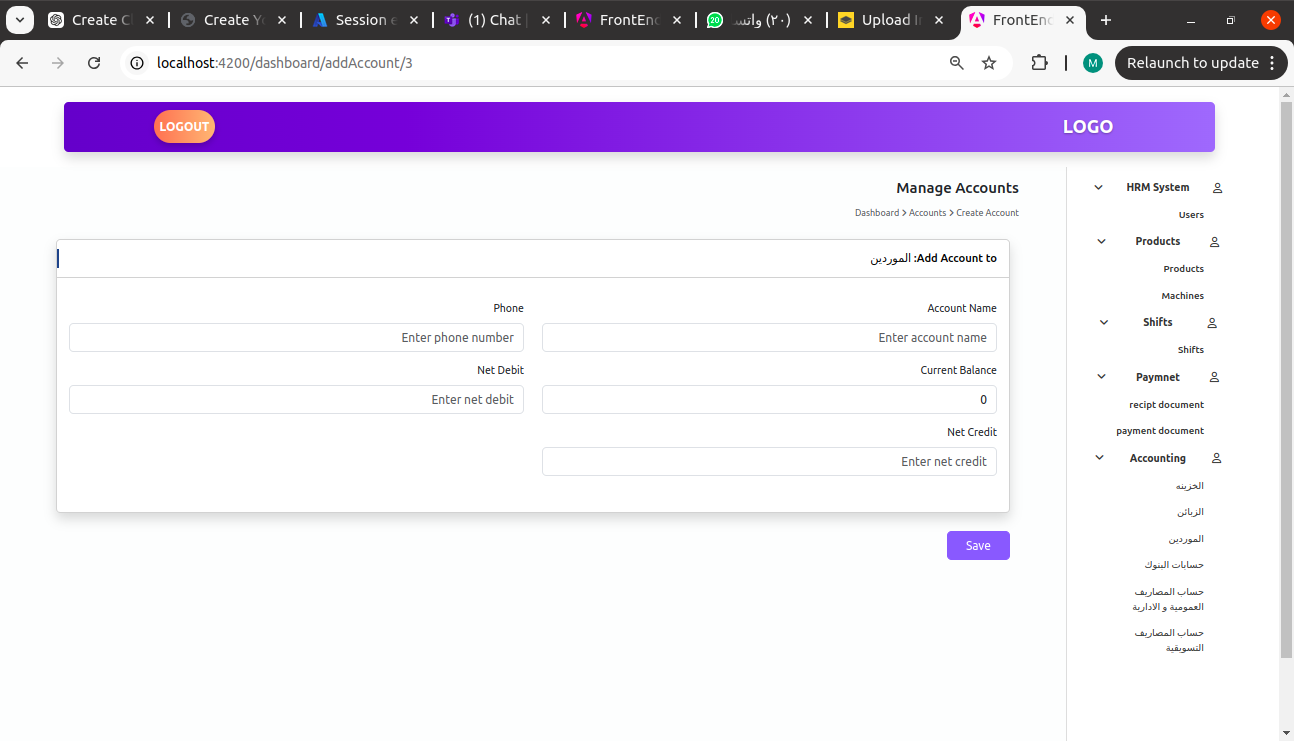 Create C
Create Yo
Session e
(1) Chat |
FrontEnd
(٢٠) واتس
Upload In
FrontEnd
localhost:4200/dashboard/addAccount/3
M
Relaunch to update
LOGOUT
LOGO
Manage Accounts
Dashboard > Accounts > Create Account
Add Account to: الموردين
Account Name
Phone
Enter account name
Enter phone number
Current Balance
Net Debit
0
Enter net debit
Net Credit
Enter net credit
Save
HRM System
Users
Products
Products
Machines
Shifts
Shifts
Paymnet
recipt document
payment document
Accounting
الخزينه
الزبائن
الموردين
حسابات البنوك
حساب المصاريف
العمومية و الادارية
حساب المصاريف
التسويقية